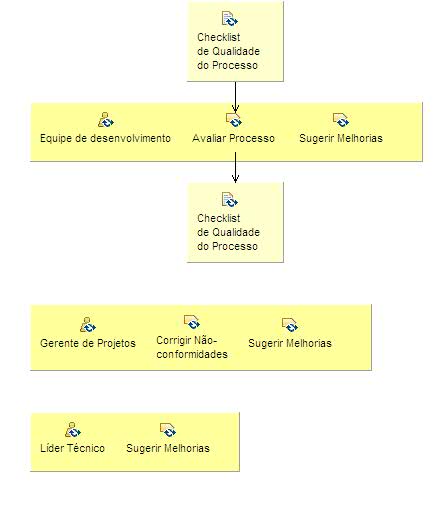 Checklist
de Qualidade
do Processo
Equipe de desenvolvimento Avaliar Processo Sugerir Melhorias
Checklist
de Qualidade
do Processo
Gerente de Projetos Corrigir Não- Sugerir Melhorias
conformidades
Líder Técnico Sugerir Melhorias